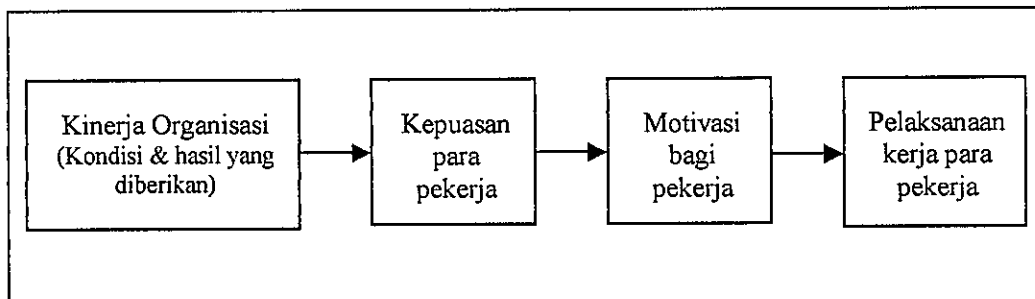 Kinerja Organisasi
(Kondisi & hasil yang
diberikan)
Kepuasan
para
pekerja
Motivasi
bagi
pekerja
Pelaksanaan
kerja para
pekerja